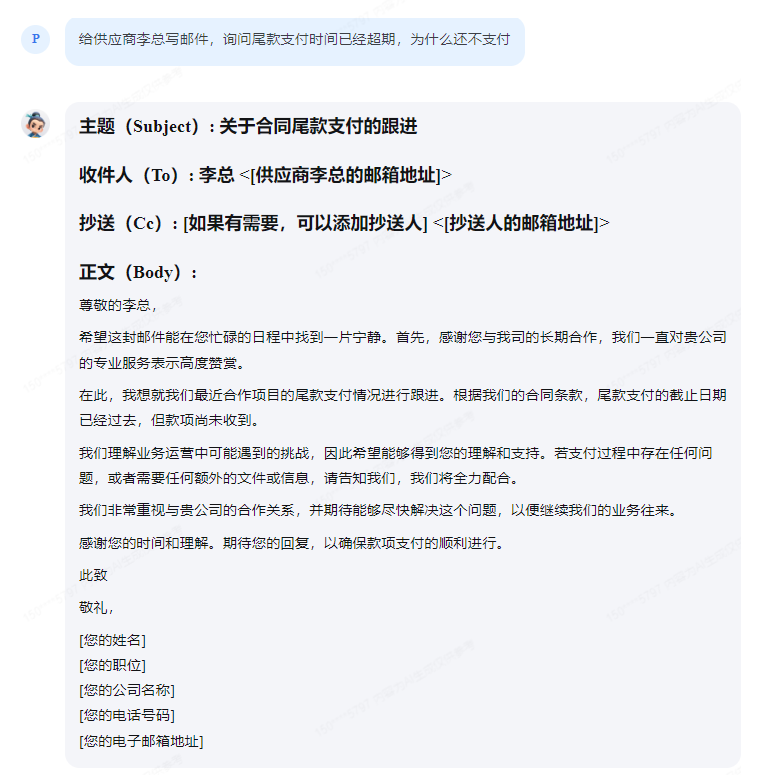 P
给供应商李总写邮件，询问尾款支付时间已经超期，为什么还不支付
主题（Subject）: 关于合同尾款支付的跟进
收件人（To）: 李总 <[供应商李总的邮箱地址]>
抄送（Cc）: [如果有需要，可以添加抄送人] <[抄送人的邮箱地址]>
正文（Body）:
尊敬的李总，
希望这封邮件能在您忙碌的日程中找到一片宁静。首先，感谢您与我司的长期合作，我们一直对贵公司
的专业服务表示高度赞赏。
在此，我想就我们最近合作项目的尾款支付情况进行跟进。根据我们的合同条款，尾款支付的截止日期
已经过去，但款项尚未收到。
我们理解业务运营中可能遇到的挑战，因此希望能够得到您的理解和支持。若支付过程中存在任何问
题，或者需要任何额外的文件或信息，请告知我们，我们将全力配合。
我们非常重视与贵公司的合作关系，并期待能够尽快解决这个问题，以便继续我们的业务往来。
感谢您的时间和理解。期待您的回复，以确保款项支付的顺利进行。
此致
敬礼，
[您的姓名]
[您的职位]
[您的公司名称]
[您的电话号码]
[您的电子邮箱地址]